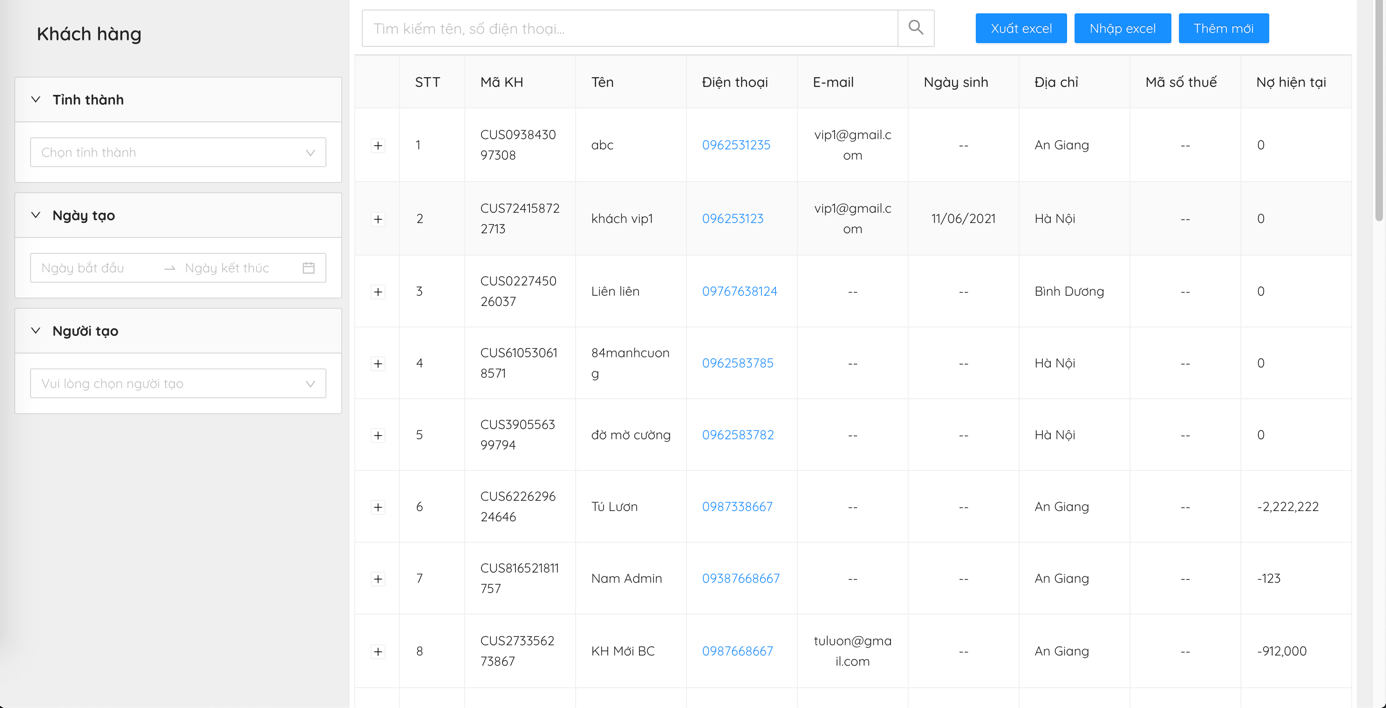 Khách hàng
Tỉnh thành
Chọn tỉnh thành
Ngày tạo
Ngày bắt đầu → Ngày kết thúc
Người tạo
Vui lòng chọn người tạo
Tìm kiếm tên, số điện thoại...
Xuất excel Nhập excel Thêm mới
STT Mã KH Tên Điện thoại E-mail Ngày sinh Địa chỉ Mã số thuế Nợ hiện tại
+ 1 CUS0938430 abc 0962531235 vip1@gmail.c -- An Giang -- 0
97308 om
+ 2 CUS72415872 khách vip1 096253123 vip1@gmail.c 11/06/2021 Hà Nội -- 0
2713 om
+ 3 CUS0227450 Liên liên 09767638124 -- -- Bình Dương -- 0
26037
+ 4 CUS61053061 84manhcuon 0962583785 -- -- Hà Nội -- 0
8571 g
+ 5 CUS3905563 đờ mờ cường 0962583782 -- -- Hà Nội -- 0
99794
+ 6 CUS6226296 Tú Lươn 0987338667 -- -- An Giang -- -2,222,222
24646
+ 7 CUS816521811 Nam Admin 09387668667 -- -- An Giang -- -123
757
+ 8 CUS2733562 KH Mới BC 0987668667 tuluon@gma -- An Giang -- -912,000
73867 il.com